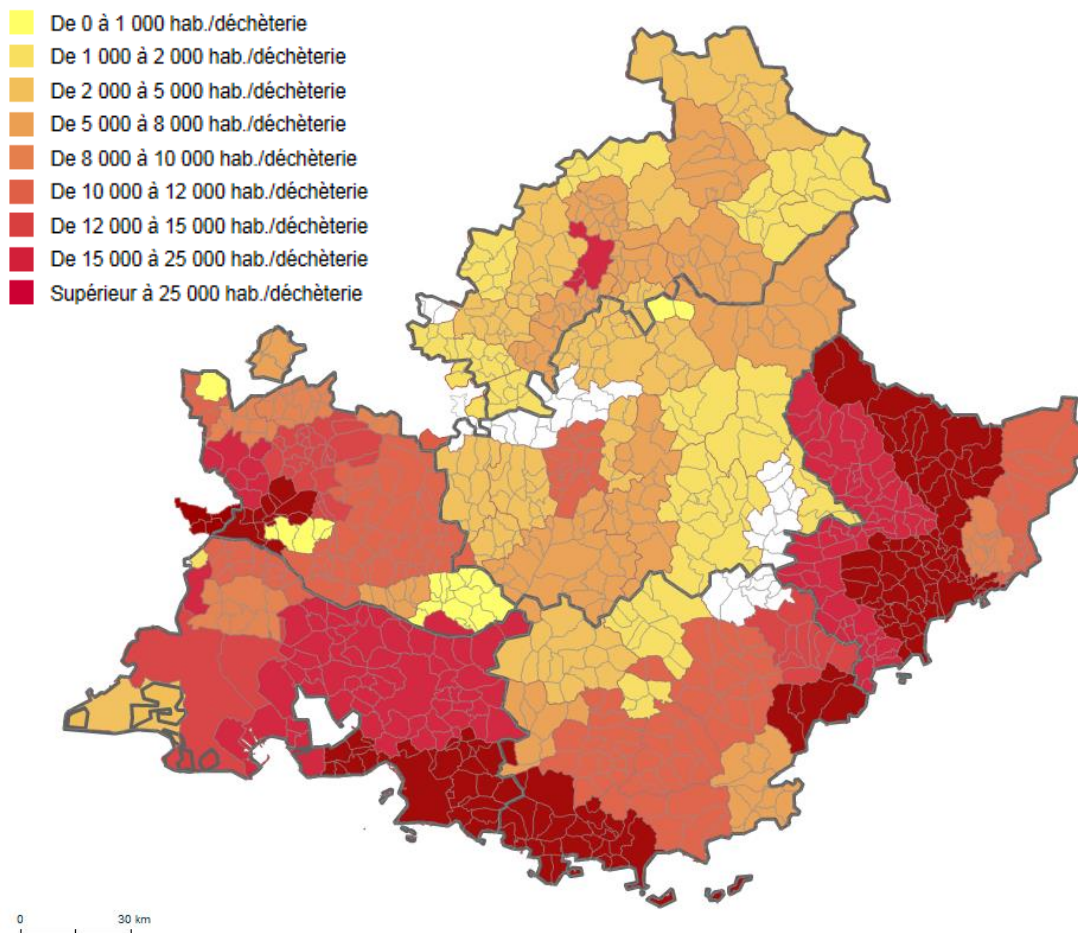 De 0 à 1 000 hab./déchèterie
De 1 000 à 2 000 hab./déchèterie
De 2 000 à 5 000 hab./déchèterie
De 5 000 à 8 000 hab./déchèterie
De 8 000 à 10 000 hab./déchèterie
De 10 000 à 12 000 hab./déchèterie
De 12 000 à 15 000 hab./déchèterie
De 15 000 à 25 000 hab./déchèterie
Supérieur à 25 000 hab./déchèterie
0 30 km